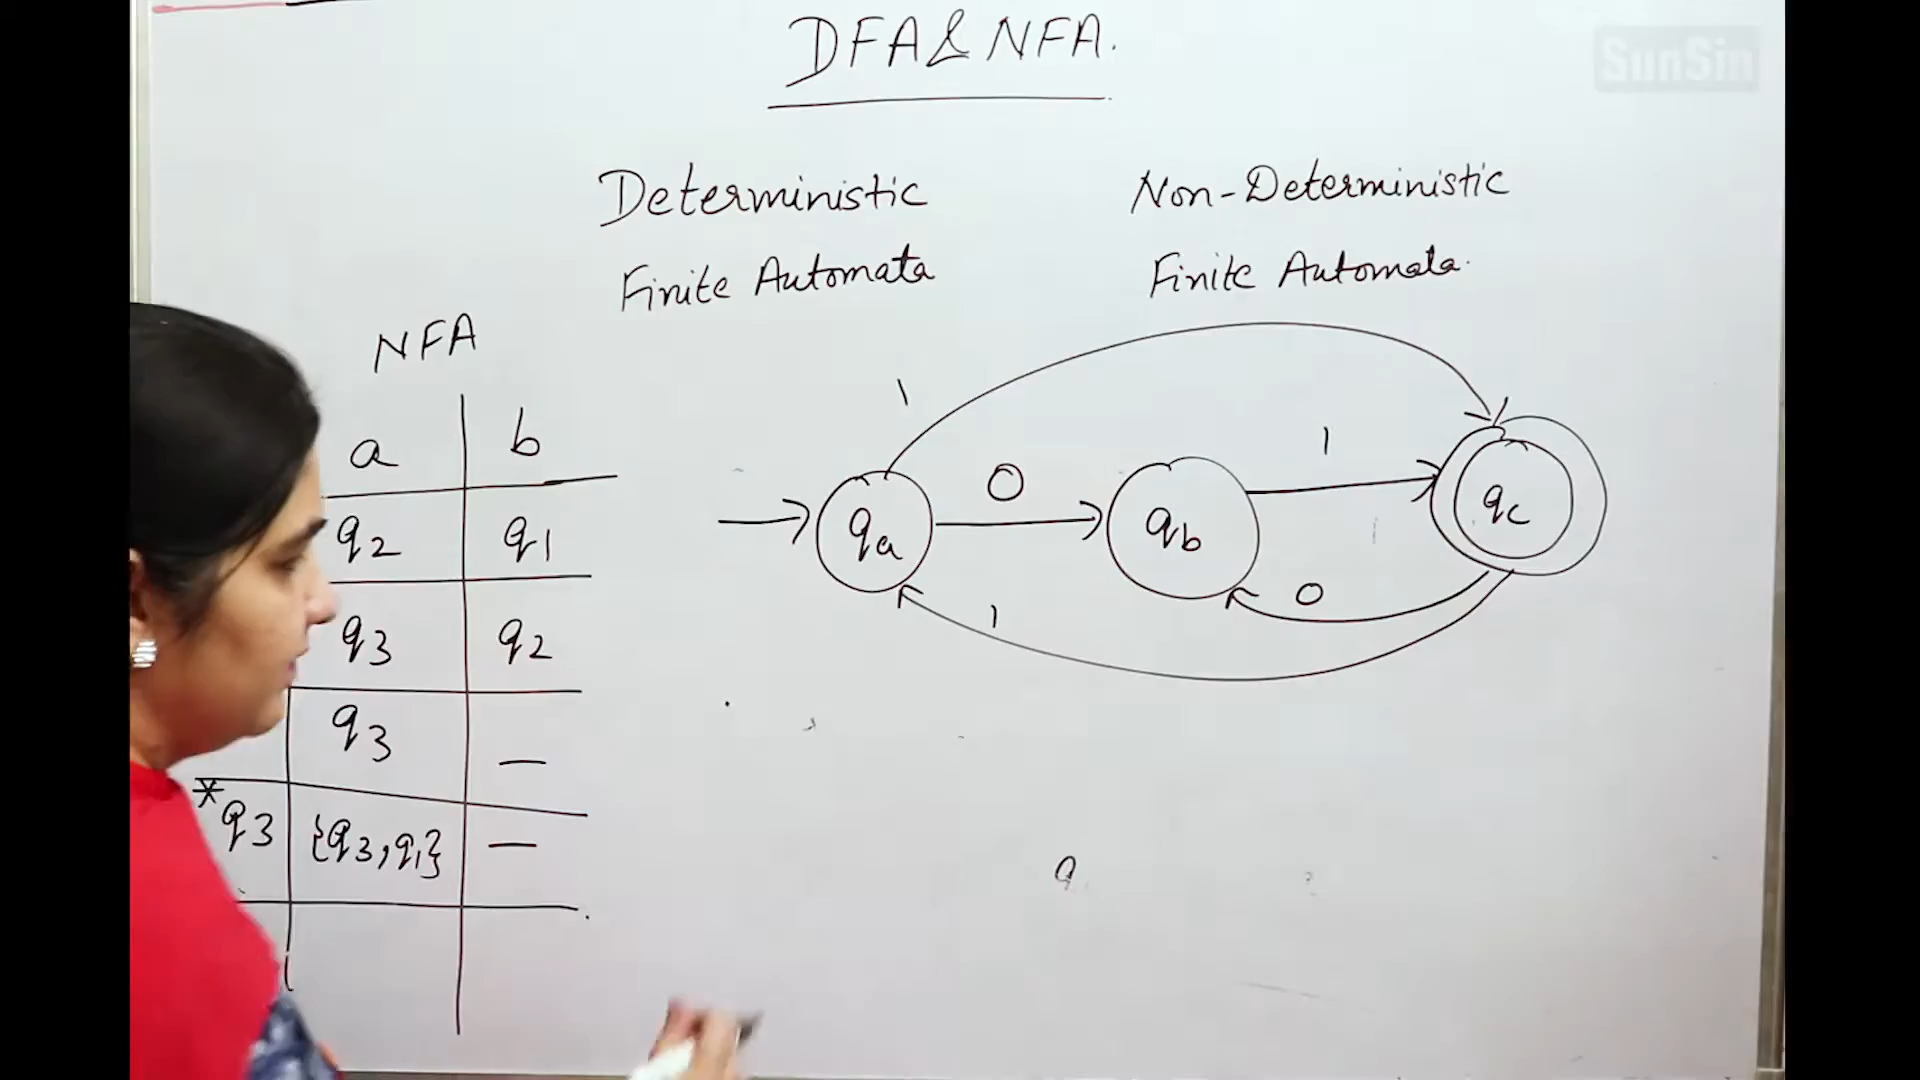 DFA & NFA.
SunSin
Deterministic
Finite Automata
Non-Deterministic
Finite Automata.
NFA
a b
q2 q1
q3 q2
q3 —
*q3 {q3,q1} —
1
0
1
qa
qb
qc
0
1
q